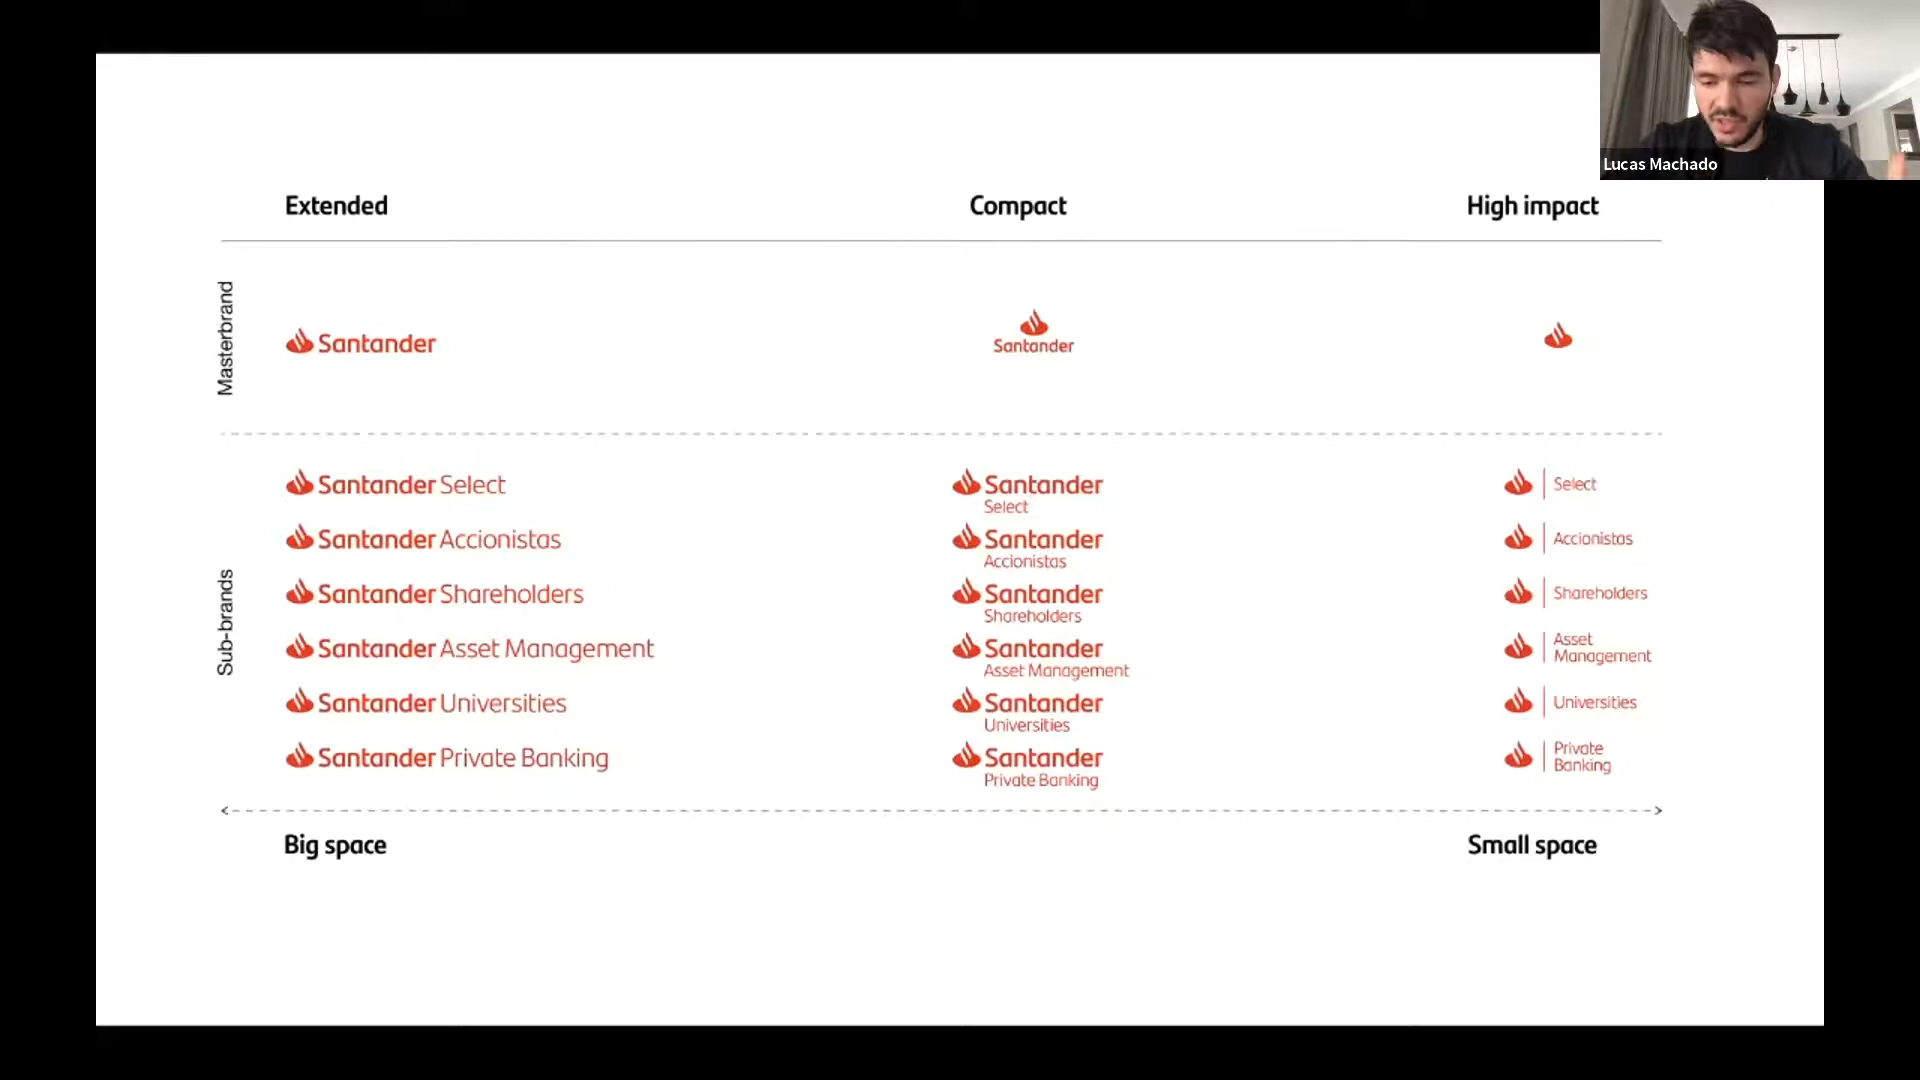 Lucas Machado
Extended
Compact
High impact
Masterbrand
Santander
Santander
Sub-brands
Santander Select
Santander
Select
Select
Santander Accionistas
Santander
Accionistas
Accionistas
Santander Shareholders
Santander
Shareholders
Shareholders
Santander Asset Management
Santander
Asset Management
Asset
Management
Santander Universities
Santander
Universities
Universities
Santander Private Banking
Santander
Private Banking
Private
Banking
Big space
Small space